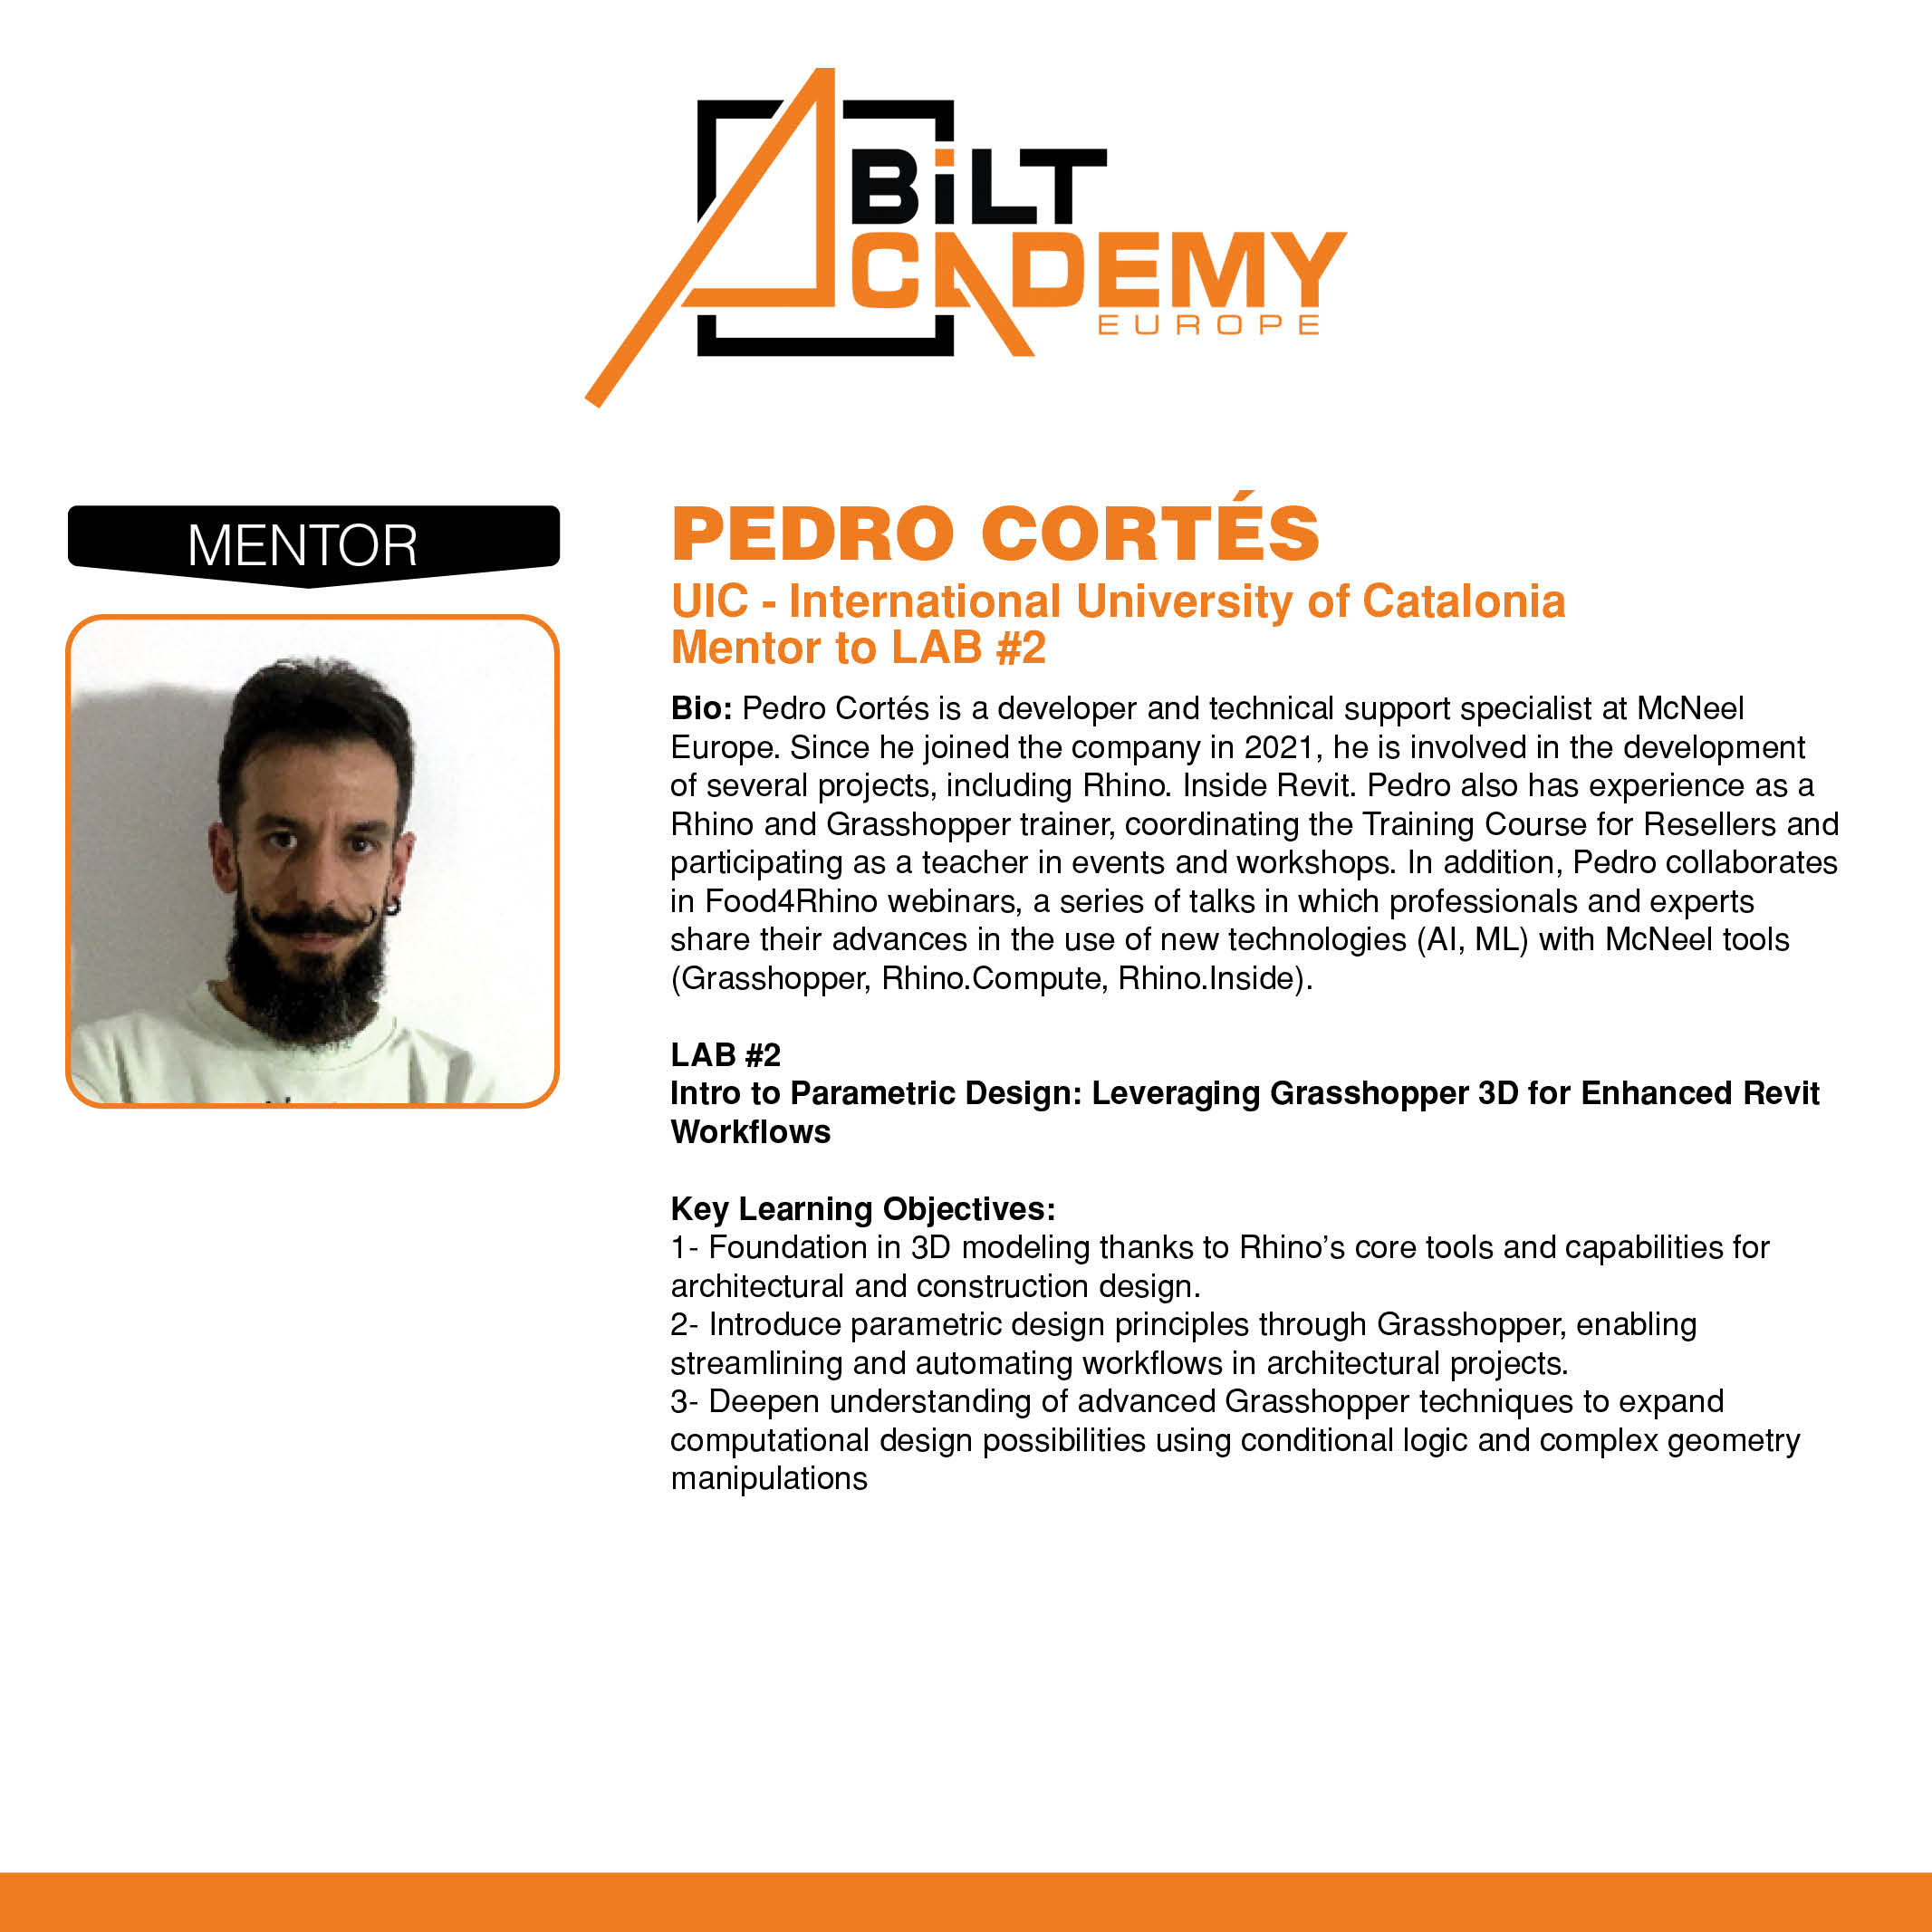 BiLT
ACADEMY
EUROPE
MENTOR
PEDRO CORTÉS
UIC - International University of Catalonia
Mentor to LAB #2
Bio: Pedro Cortés is a developer and technical support specialist at McNeel
Europe. Since he joined the company in 2021, he is involved in the development
of several projects, including Rhino. Inside Revit. Pedro also has experience as a
Rhino and Grasshopper trainer, coordinating the Training Course for Resellers and
participating as a teacher in events and workshops. In addition, Pedro collaborates
in Food4Rhino webinars, a series of talks in which professionals and experts
share their advances in the use of new technologies (AI, ML) with McNeel tools
(Grasshopper, Rhino.Compute, Rhino.Inside).
LAB #2
Intro to Parametric Design: Leveraging Grasshopper 3D for Enhanced Revit
Workflows
Key Learning Objectives:
1- Foundation in 3D modeling thanks to Rhino’s core tools and capabilities for
architectural and construction design.
2- Introduce parametric design principles through Grasshopper, enabling
streamlining and automating workflows in architectural projects.
3- Deepen understanding of advanced Grasshopper techniques to expand
computational design possibilities using conditional logic and complex geometry
manipulations